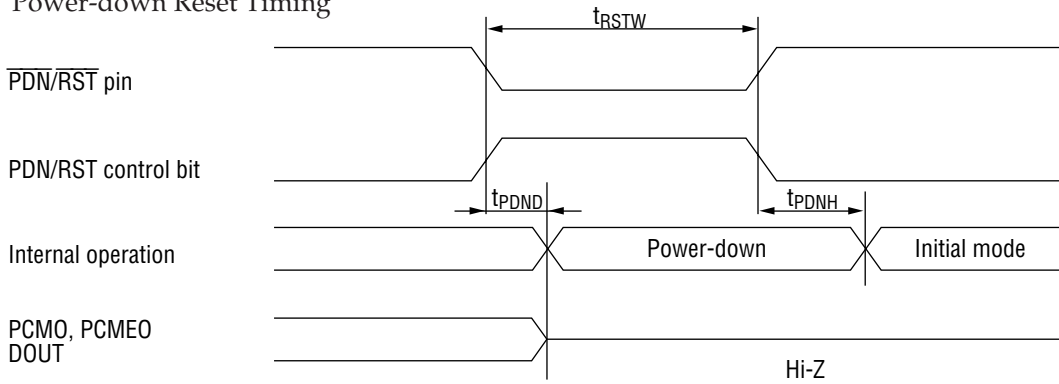 Power-down Reset Timing
tRSTW
PDN/RST pin
PDN/RST control bit
tPDND
tPDNH
Internal operation
Power-down
Initial mode
PCMO, PCMEO
DOUT
Hi-Z